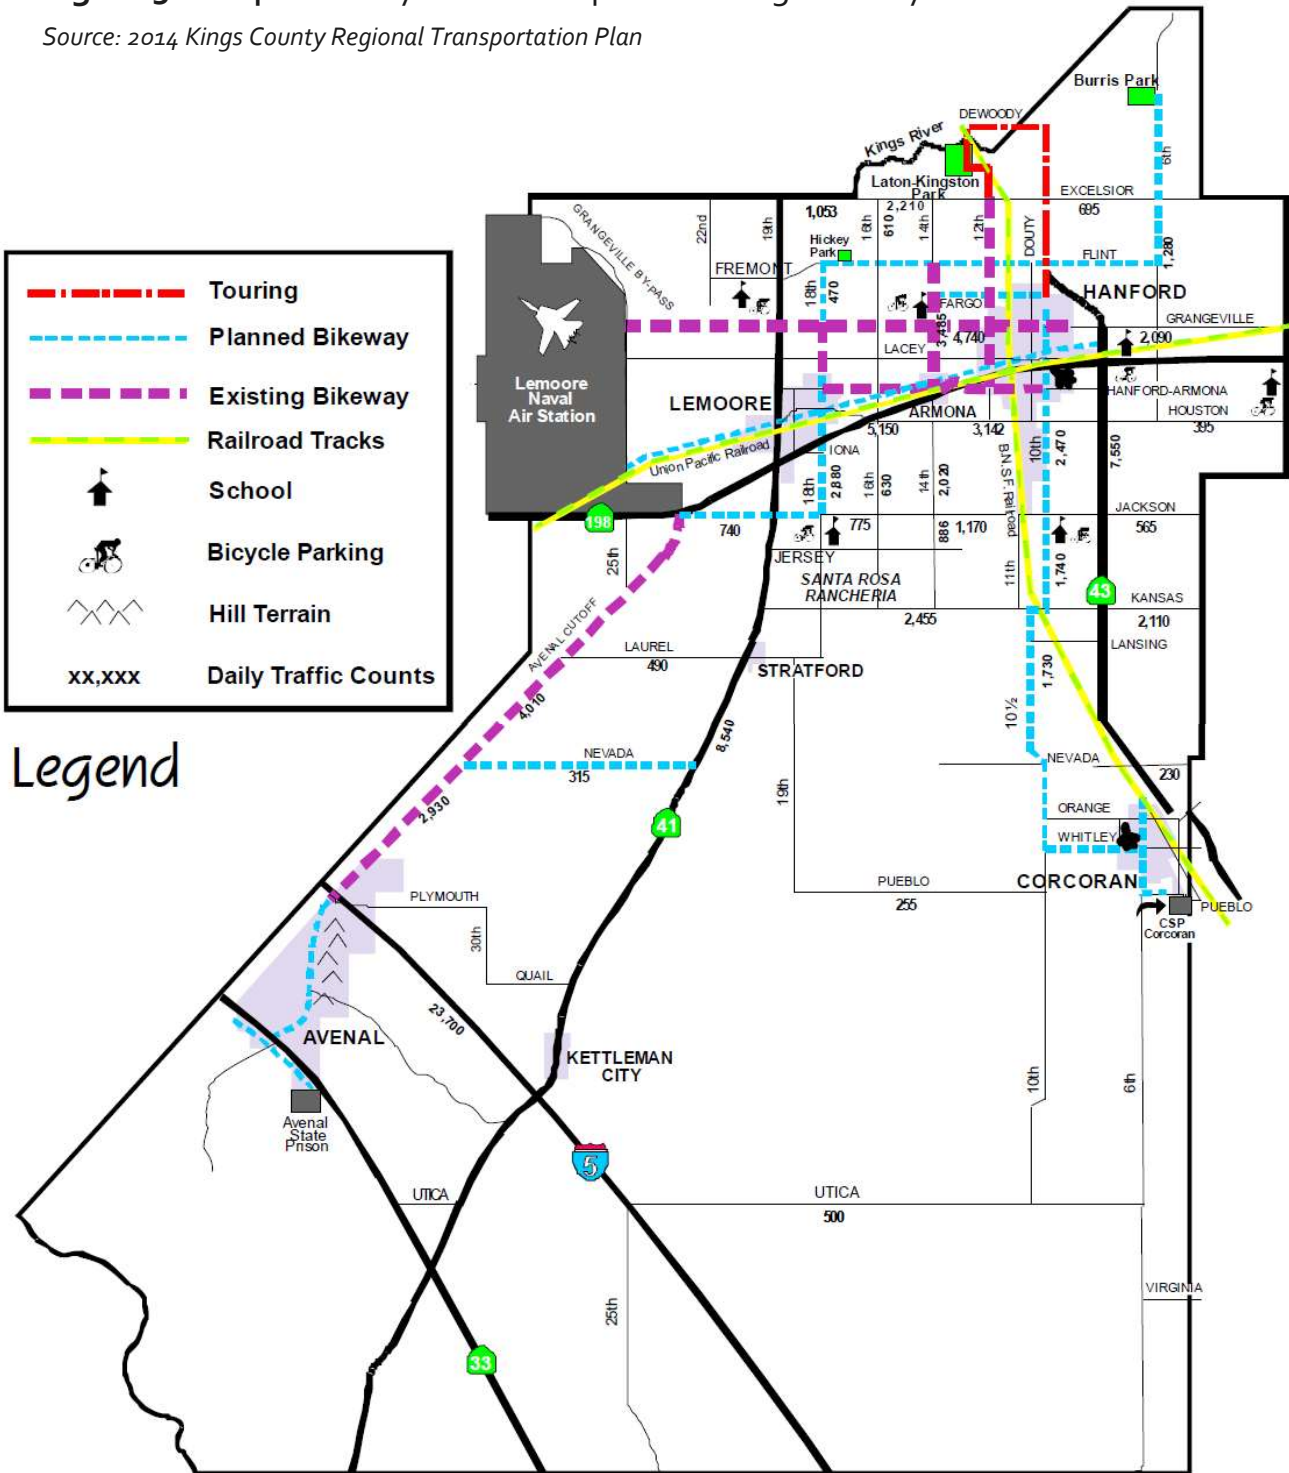 Source: 2014 Kings County Regional Transportation Plan
Burris Park
DEWOODY
Kings River
6th
Laton-Kingston
Park
EXCELSIOR
695
2,210
1,053
22nd
19th
16th
610
14th
12th
DOUTY
GRANGEVILLE BY-PASS
Hickey
Park
FLINT
1,280
FREMONT
18th
470
HANFORD
FARGO
3,485
4,740
GRANGEVILLE
2,090
LACEY
Lemoore
Naval
Air Station
LEMOORE
ARMONA
HANFORD-ARMONA
HOUSTON
395
5,150
3,142
Union Pacific Railroad
IONA
18th
2,880
16th
630
14th
2,020
B.N.S.F. Railroad
10th
2,470
7,550
198
740
775
886
1,170
JACKSON
565
25th
JERSEY
SANTA ROSA
RANCHERIA
11th
1,740
43
KANSAS
2,110
2,455
AVENAL CUTOFF
LAUREL
490
STRATFORD
LANSING
1,730
10 ½
4,010
8,540
NEVADA
315
NEVADA
230
2,930
19th
ORANGE
41
WHITLEY
PLYMOUTH
PUEBLO
255
CORCORAN
PUEBLO
CSP
Corcoran
30th
QUAIL
23,700
AVENAL
KETTLEMAN
CITY
10th
6th
Avenal
State
Prison
5
UTICA
UTICA
500
VIRGINIA
25th
33
Touring
Planned Bikeway
Existing Bikeway
Railroad Tracks
School
Bicycle Parking
Hill Terrain
xx,xxx Daily Traffic Counts
Legend